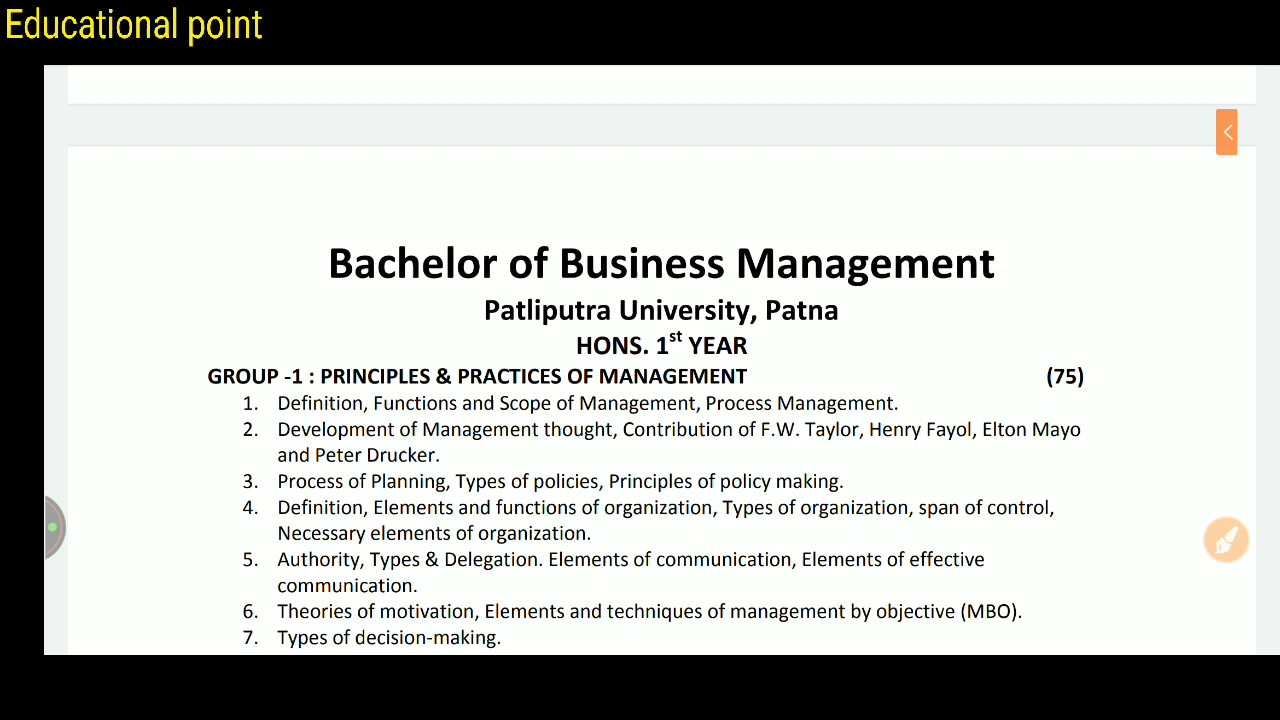 Educational point
Bachelor of Business Management
Patliputra University, Patna
HONS. 1st YEAR
GROUP -1 : PRINCIPLES & PRACTICES OF MANAGEMENT (75)
1. Definition, Functions and Scope of Management, Process Management.
2. Development of Management thought, Contribution of F.W. Taylor, Henry Fayol, Elton Mayo
and Peter Drucker.
3. Process of Planning, Types of policies, Principles of policy making.
4. Definition, Elements and functions of organization, Types of organization, span of control,
Necessary elements of organization.
5. Authority, Types & Delegation. Elements of communication, Elements of effective
communication.
6. Theories of motivation, Elements and techniques of management by objective (MBO).
7. Types of decision-making.